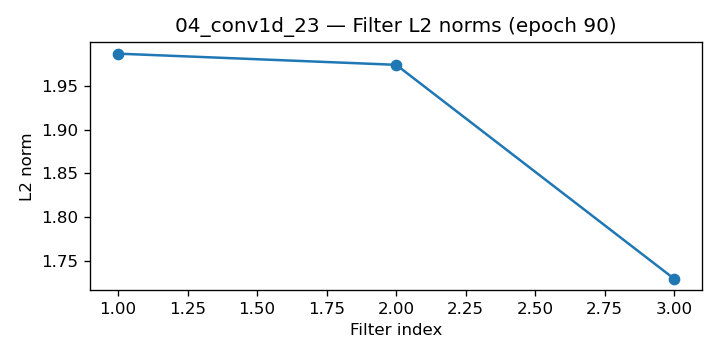 04_conv1d_23 — Filter L2 norms (epoch 90)
L2 norm
1.95
1.90
1.85
1.80
1.75
1.00 1.25 1.50 1.75 2.00 2.25 2.50 2.75 3.00
Filter index